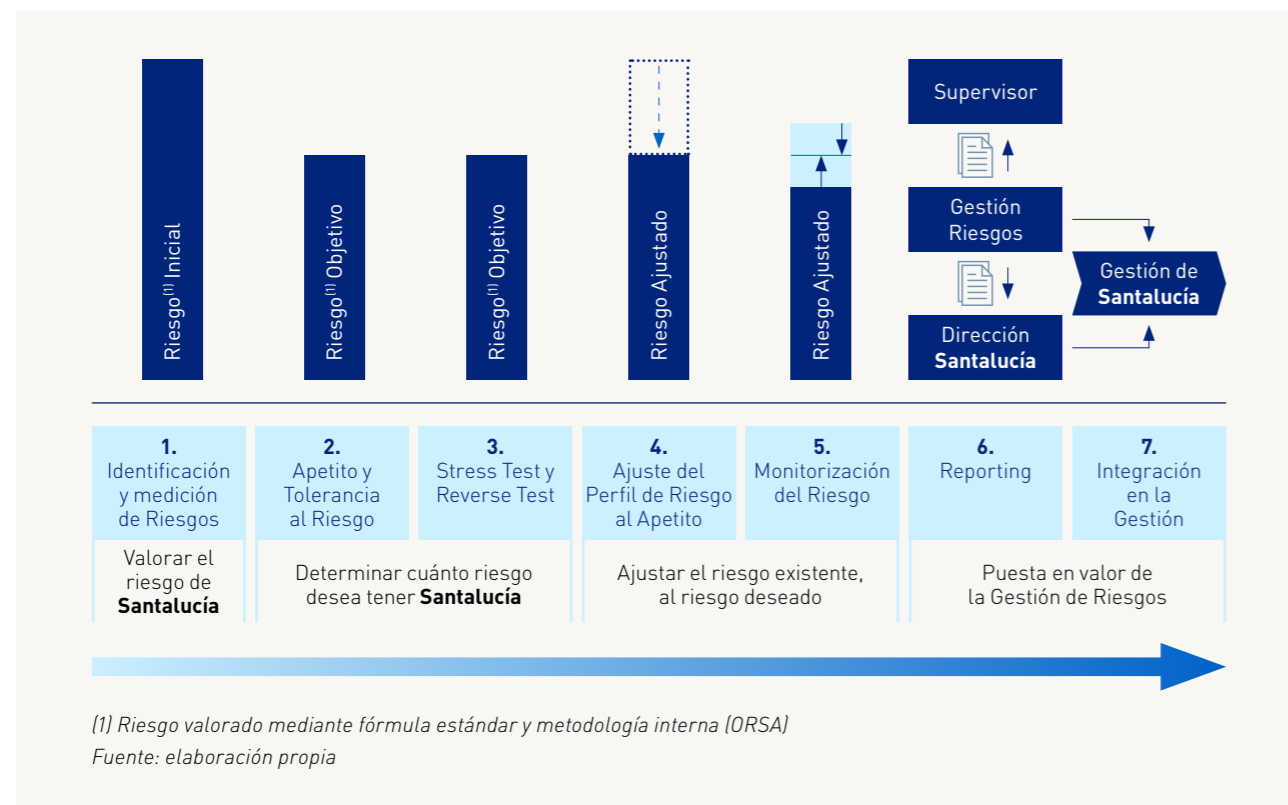 Riesgo(1) Inicial
Riesgo(1) Objetivo
Riesgo(1) Objetivo
Riesgo Ajustado
Riesgo Ajustado
Supervisor
Gestión
Riesgos
Dirección
Santalucía
Gestión de
Santalucía
1.
Identificación
y medición
de Riesgos
2.
Apetito y
Tolerancia
al Riesgo
3.
Stress Test y
Reverse Test
4.
Ajuste del
Perfil de Riesgo
al Apetito
5.
Monitorización
del Riesgo
6.
Reporting
7.
Integración
en la
Gestión
Valorar el
riesgo de
Santalucía
Determinar cuánto riesgo
desea tener Santalucía
Ajustar el riesgo existente,
al riesgo deseado
Puesta en valor de
la Gestión de Riesgos
(1) Riesgo valorado mediante fórmula estándar y metodología interna (ORSA)
Fuente: elaboración propia